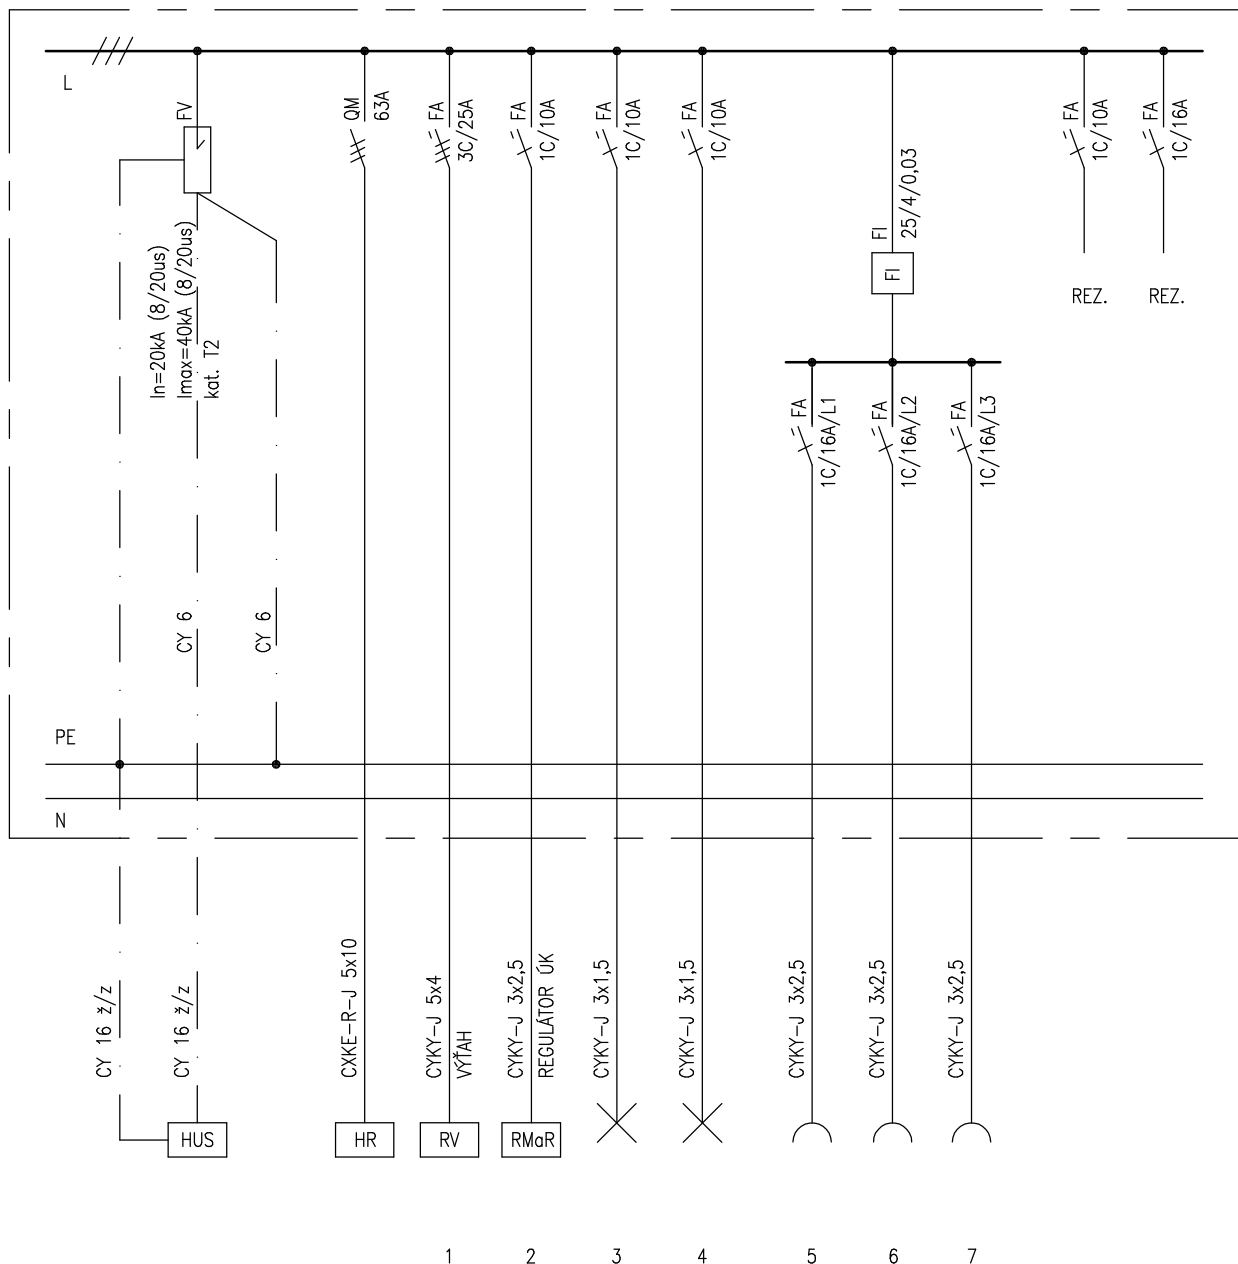 L
FV
QM
63A
FA
3C/25A
FA
1C/10A
FA
1C/10A
FA
1C/10A
FI
25/4/0,03
FI
FA
1C/10A
FA
1C/16A
REZ.
REZ.
In=20kA (8/20us)
Imax=40kA (8/20us)
kat. T2
FA
1C/16A/L1
FA
1C/16A/L2
FA
1C/16A/L3
CY 6
CY 6
PE
N
CY 16 ž/z
CY 16 ž/z
CXKE-R-J 5x10
CYKY-J 5x4
VÝŤAH
CYKY-J 3x2,5
REGULÁTOR ÚK
CYKY-J 3x1,5
CYKY-J 3x1,5
CYKY-J 3x2,5
CYKY-J 3x2,5
CYKY-J 3x2,5
HUS
HR
RV
RMaR
1
2
3
4
5
6
7